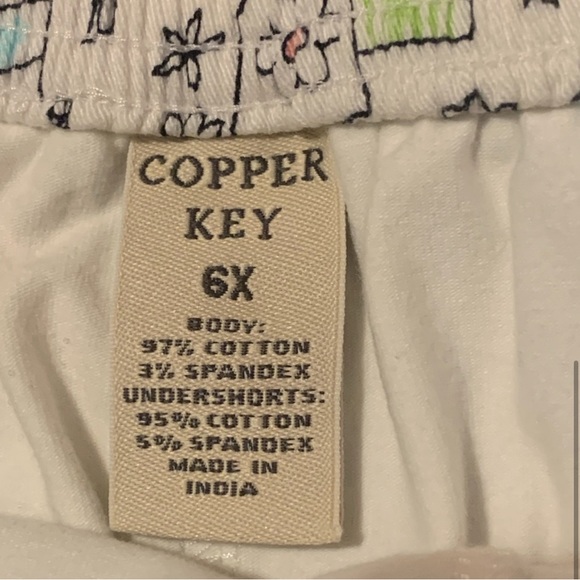 COPPER
KEY
6X
BODY:
97% COTTON
3% SPANDEX
UNDERSHORTS:
95% COTTON
5% SPANDEX
MADE IN
INDIA